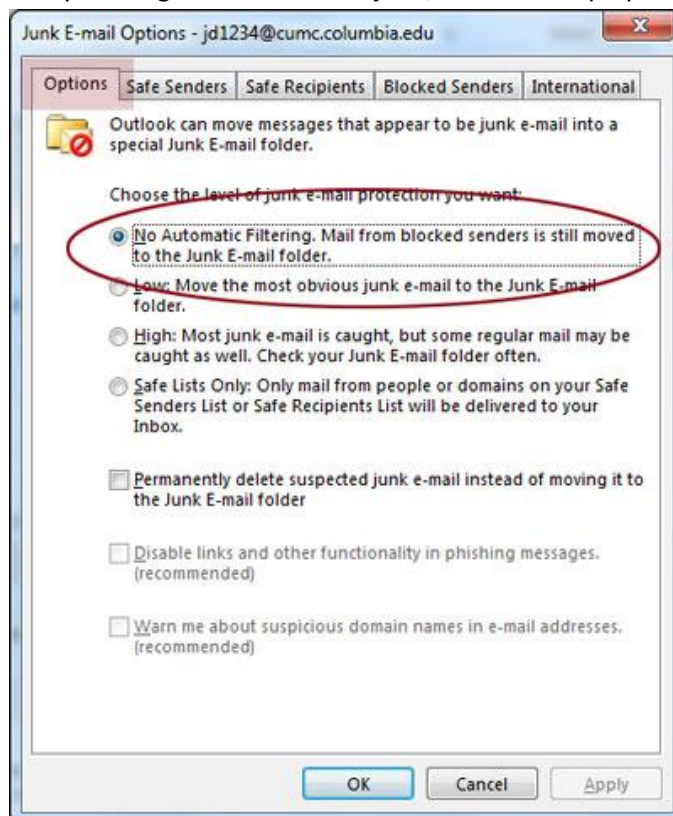 Junk E-mail Options - jd1234@cumc.columbia.edu
Options Safe Senders Safe Recipients Blocked Senders International
Outlook can move messages that appear to be junk e-mail into a
special Junk E-mail folder.
Choose the level of junk e-mail protection you want:
No Automatic Filtering. Mail from blocked senders is still moved
to the Junk E-mail folder.
Low: Move the most obvious junk e-mail to the Junk E-mail
folder.
High: Most junk e-mail is caught, but some regular mail may be
caught as well. Check your Junk E-mail folder often.
Safe Lists Only: Only mail from people or domains on your Safe
Senders List or Safe Recipients List will be delivered to your
Inbox.
Permanently delete suspected junk e-mail instead of moving it to
the Junk E-mail folder
Disable links and other functionality in phishing messages.
(recommended)
Warn me about suspicious domain names in e-mail addresses.
(recommended)
OK Cancel Apply